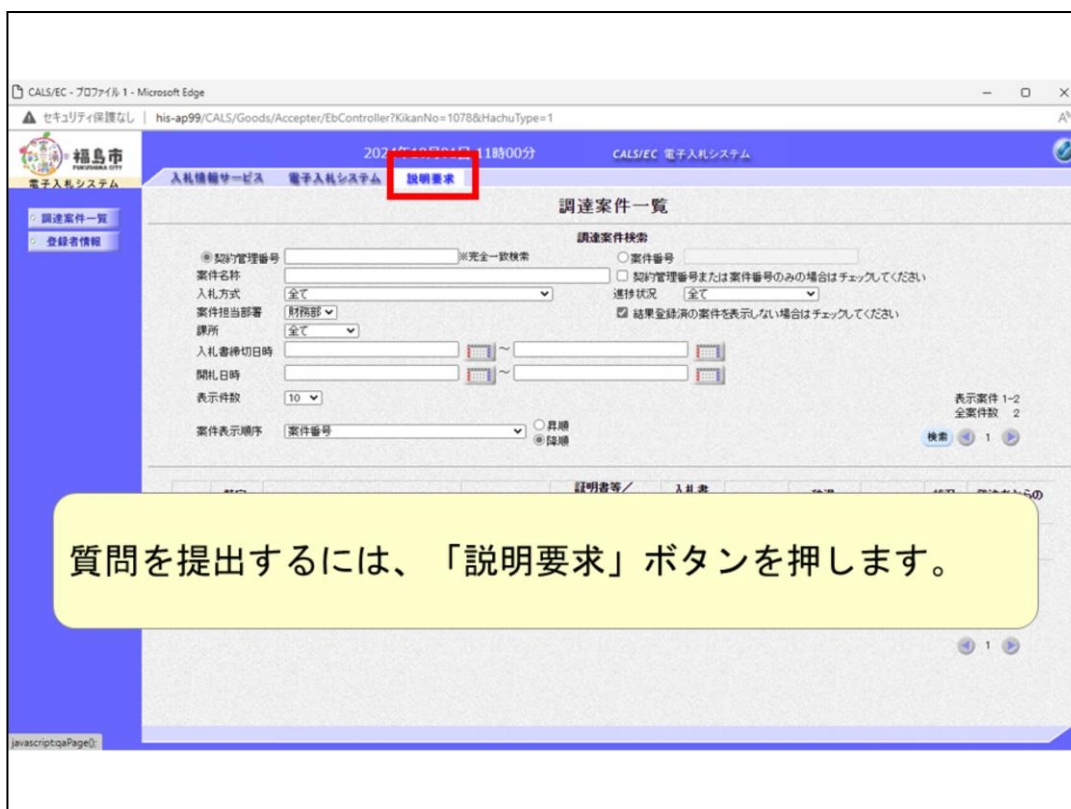 CALS/EC - プロファイル 1 - Microsoft Edge
セキュリティ保護なし | his-ap99/CALS/Goods/Accepter/EbController?KikanNo=1078&HachuType=1
福島市
FUKUSHIMA CITY
電子入札システム
11時00分
CALS/EC 電子入札システム
入札情報サービス 電子入札システム 説明要求
調達案件一覧
登録者情報
調達案件一覧
調達案件検索
契約管理番号 ※完全一致検索 案件番号
案件名称 契約管理番号または案件番号のみの場合はチェックしてください
入札方式 全て 進捗状況 全て
案件担当部署 財務部 結果登録済の案件を表示しない場合はチェックしてください
課所 全て
入札書締切日時 ~
開札日時 ~
表示件数 10
表示案件 1-2
全案件数 2
案件表示順序 案件番号 昇順
降順
検索 1
証明書等/ 入札書
質問を提出するには、「説明要求」ボタンを押します。
1
javascript:qaPage();